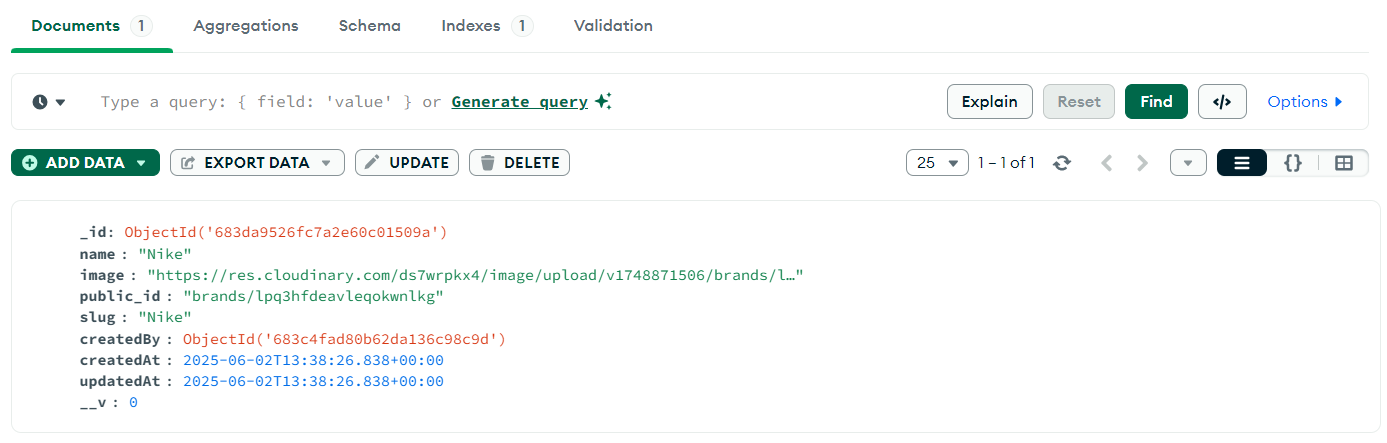 Documents 1 Aggregations Schema Indexes 1 Validation
Type a query: { field: 'value' } or Generate query Explain Reset Find </> Options
ADD DATA EXPORT DATA UPDATE DELETE 25 1 – 1 of 1 {}
_id: ObjectId('683da9526fc7a2e60c01509a')
name : "Nike"
image : "https://res.cloudinary.com/ds7wrpkx4/image/upload/v1748871506/brands/l…"
public_id : "brands/lpq3hfdeavleqokwnlkg"
slug : "Nike"
createdBy : ObjectId('683c4fad80b62da136c98c9d')
createdAt : 2025-06-02T13:38:26.838+00:00
updatedAt : 2025-06-02T13:38:26.838+00:00
__v : 0